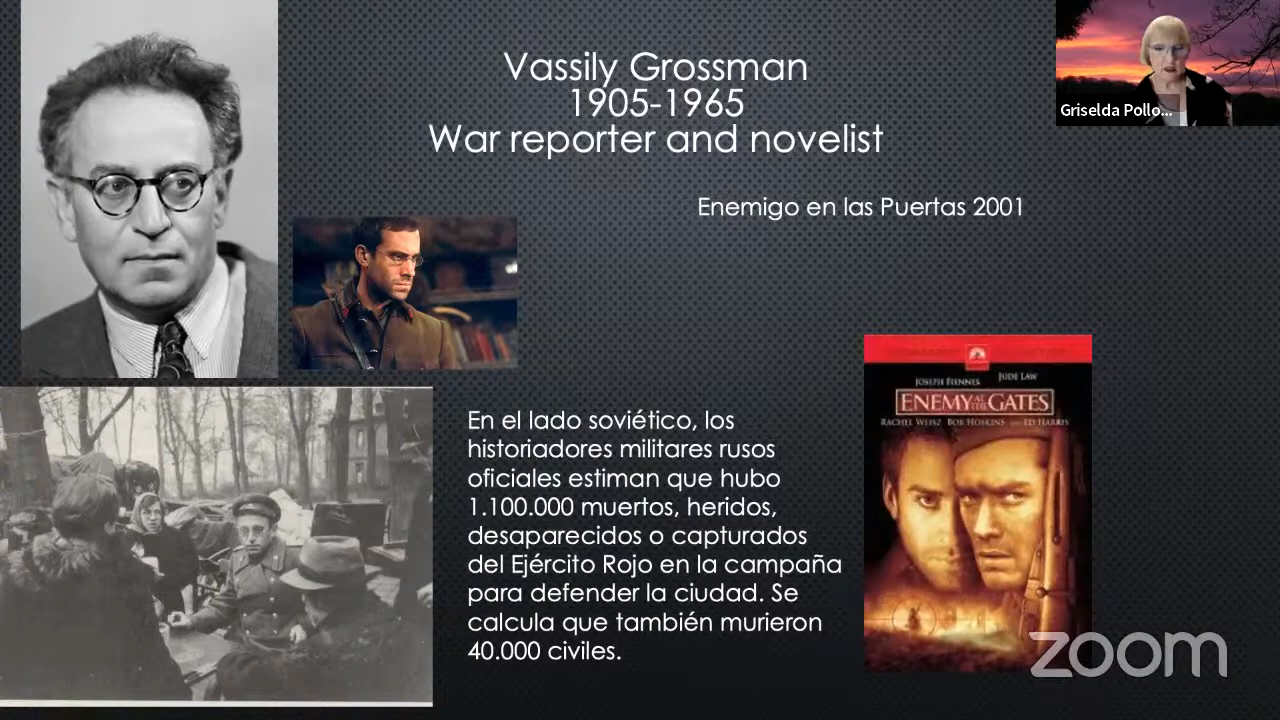 Vassily Grossman
1905-1965
War reporter and novelist
Griselda Pollo...
Enemigo en las Puertas 2001
En el lado soviético, los
historiadores militares rusos
oficiales estiman que hubo
1.100.000 muertos, heridos,
desaparecidos o capturados
del Ejército Rojo en la campaña
para defender la ciudad. Se
calcula que también murieron
40.000 civiles.
JOSEPH FIENNES JUDE LAW
ENEMY AT THE GATES
RACHEL WEISZ BOB HOSKINS AND ED HARRIS
zoom